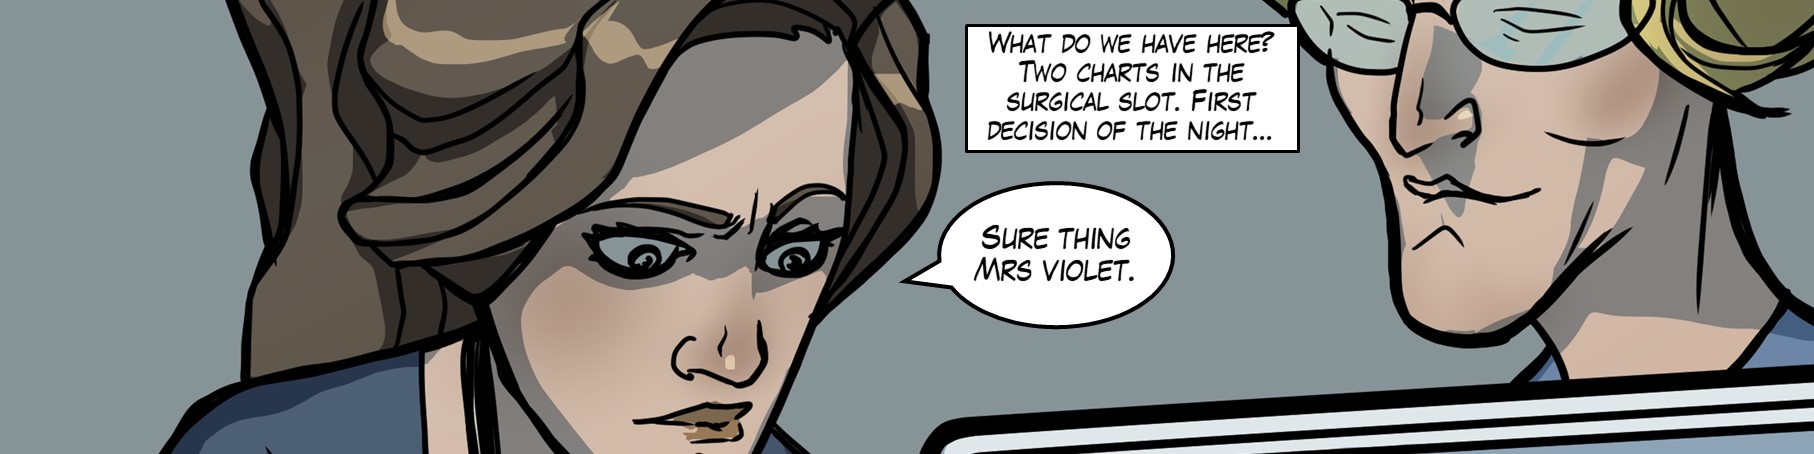 WHAT DO WE HAVE HERE?
TWO CHARTS IN THE
SURGICAL SLOT. FIRST
DECISION OF THE NIGHT...
SURE THING
MRS VIOLET.